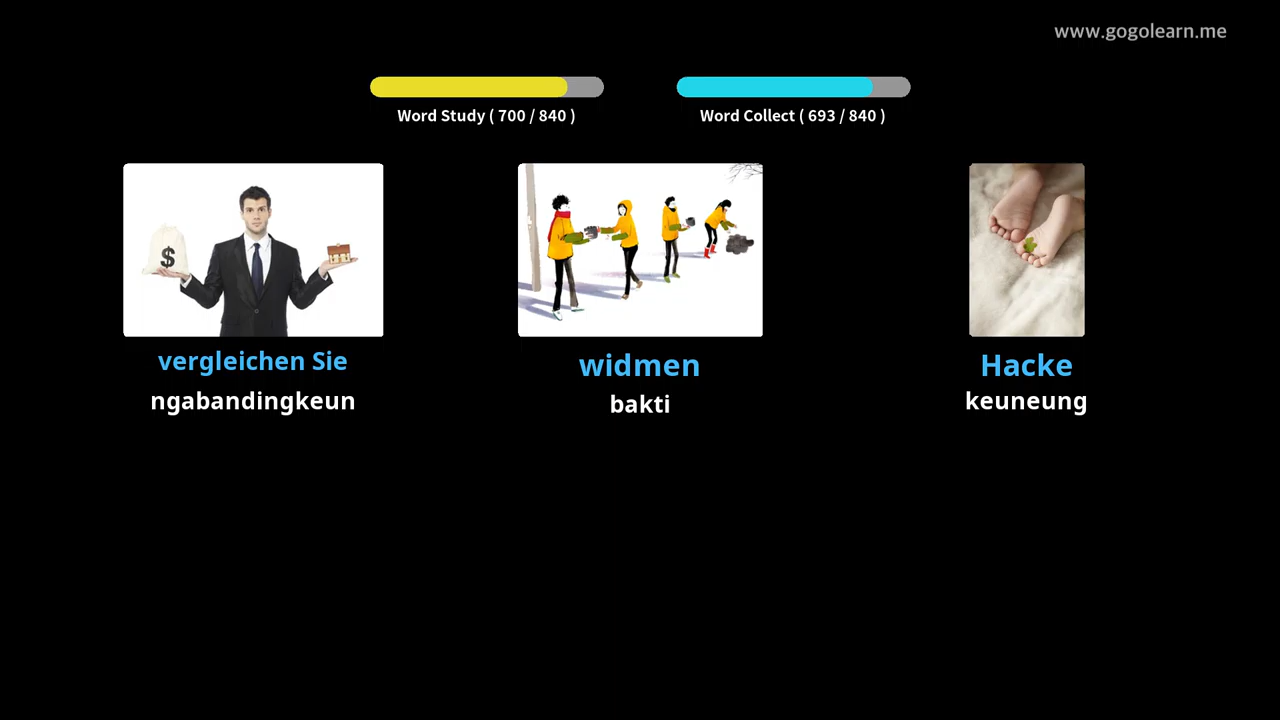 www.gogolearn.me
Word Study ( 700 / 840 )
Word Collect ( 693 / 840 )
$
vergleichen Sie
ngabandingkeun
widmen
bakti
Hacke
keuneung